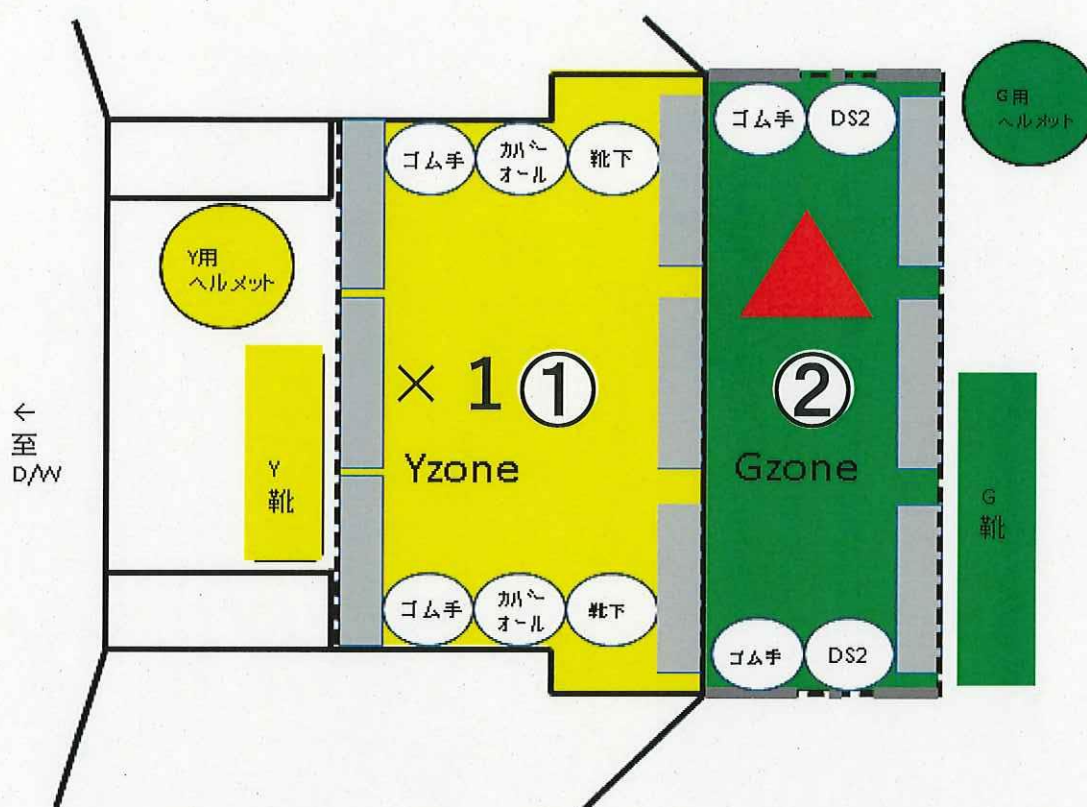 ゴム手
DS2
G用
ヘルメット
ゴム手
カバー
オール
靴下
Y用
ヘルメット
×1①
②
←
至
D/W
Y
靴
Yzone
Gzone
G
靴
ゴム手
カバー
オール
靴下
ゴム手
DS2